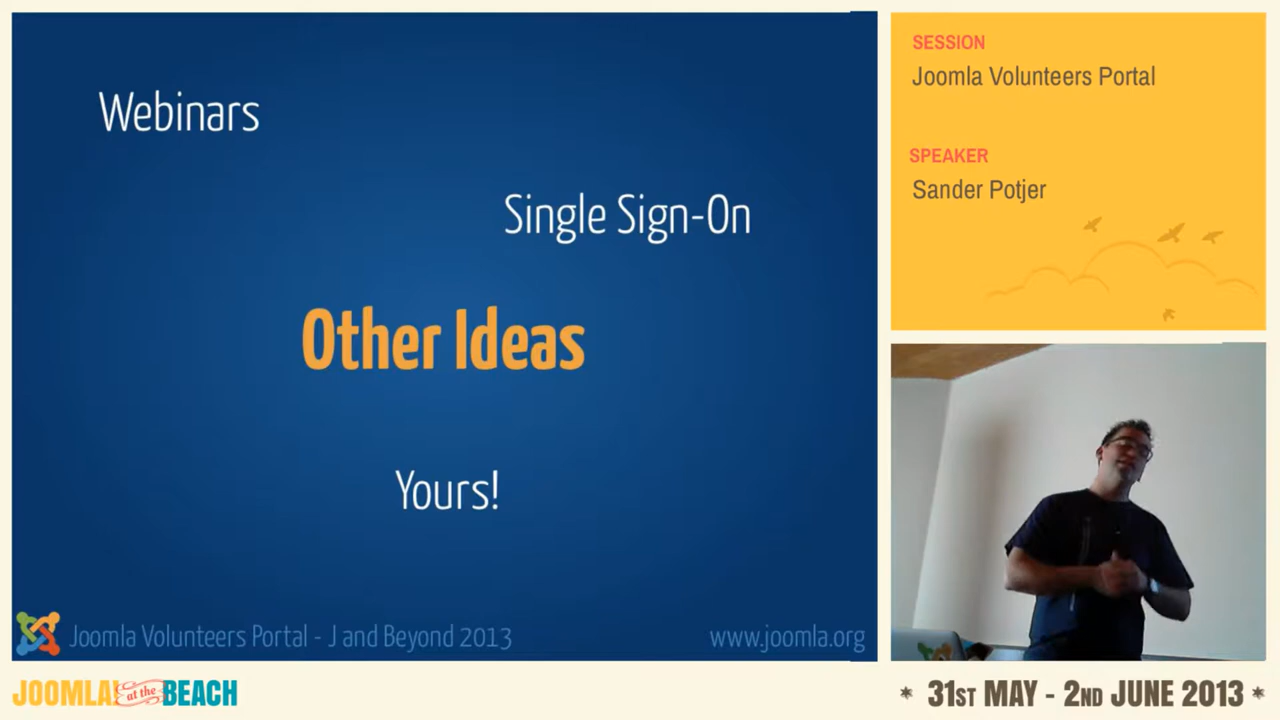 Webinars
Single Sign-On
Other Ideas
Yours!
Joomla Volunteers Portal - J and Beyond 2013
www.joomla.org
SESSION
Joomla Volunteers Portal
SPEAKER
Sander Potjer
JOOMLA! at the BEACH
* 31ST MAY - 2ND JUNE 2013 *